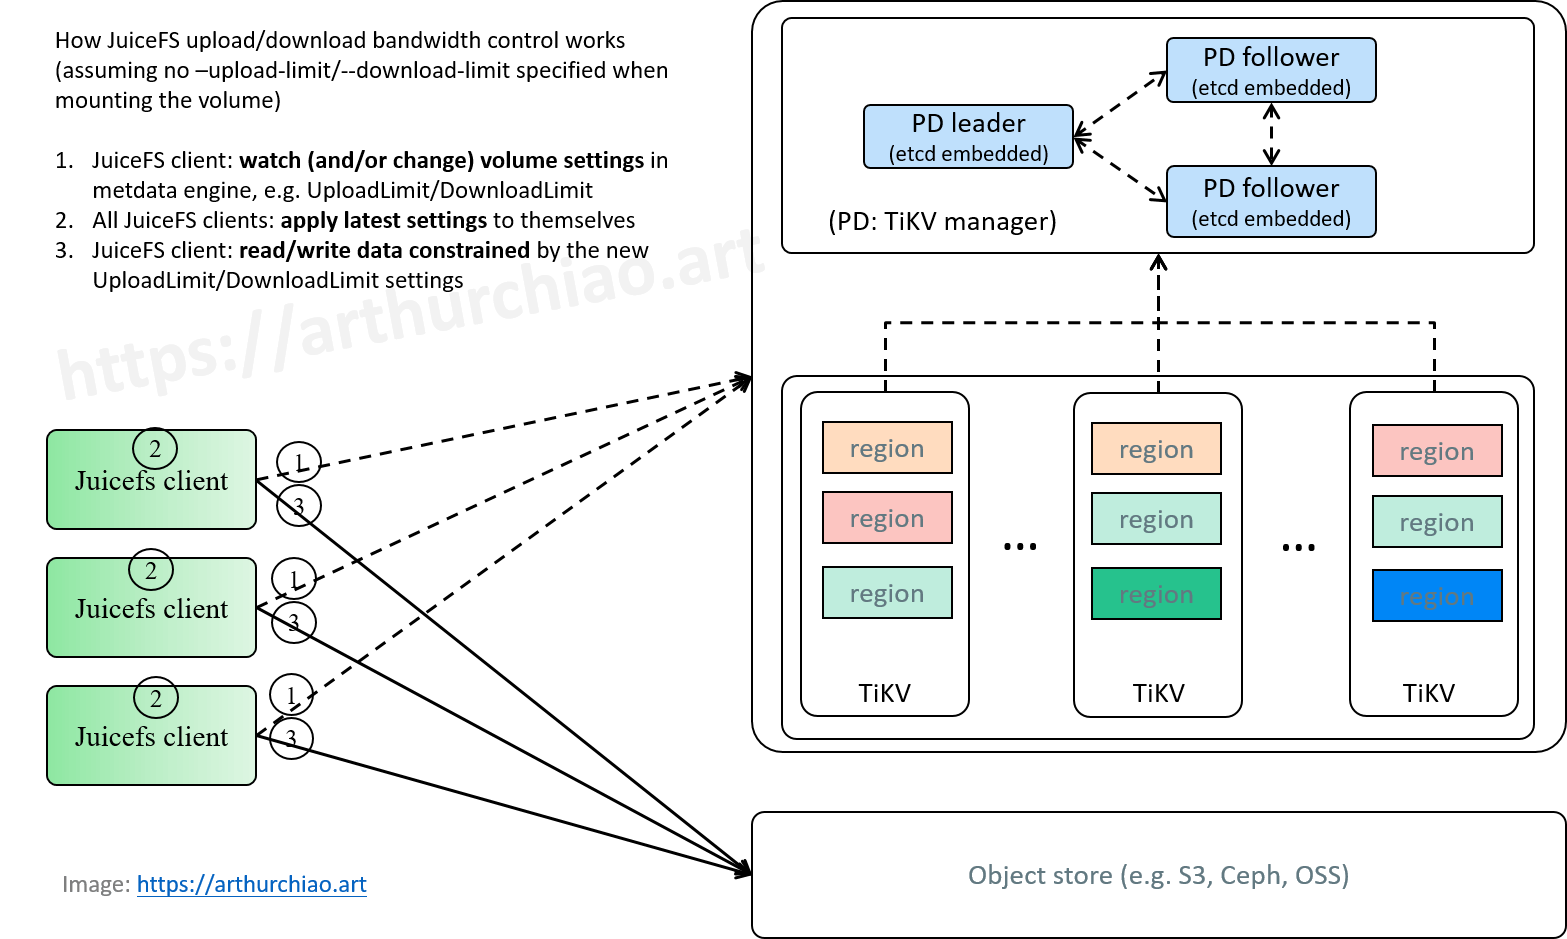 How JuiceFS upload/download bandwidth control works
(assuming no –upload-limit/--download-limit specified when
mounting the volume)
1. JuiceFS client: watch (and/or change) volume settings in
metdata engine, e.g. UploadLimit/DownloadLimit
2. All JuiceFS clients: apply latest settings to themselves
3. JuiceFS client: read/write data constrained by the new
UploadLimit/DownloadLimit settings
https://arthurchiao.art
PD follower
(etcd embedded)
PD leader
(etcd embedded)
PD follower
(etcd embedded)
(PD: TiKV manager)
2
Juicefs client
1
3
2
Juicefs client
1
3
2
Juicefs client
1
3
region
region
region
TiKV
...
region
region
region
TiKV
...
region
region
region
TiKV
Object store (e.g. S3, Ceph, OSS)
Image: https://arthurchiao.art